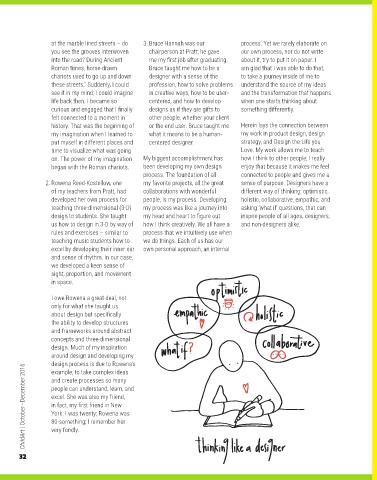 at the marble lined streets – do
you see the grooves interwoven
into the road? During Ancient
Roman times, horse-drawn
chariots used to go up and down
these streets.” Suddenly, I could
see it in my mind; I could imagine
life back then. I became so
curious and engaged that I finally
felt connected to a moment in
history. That was the beginning of
my imagination when I learned to
put myself in different places and
time to visualize what was going
on. The power of my imagination
began with the Roman chariots.
2. Rowena Reed-Kostellow, one
of my teachers from Pratt, had
developed her own process for
teaching three-dimensional (3-D)
design to students. She taught
us how to design in 3-D by way of
rules and exercises – similar to
teaching music students how to
excel by developing their inner ear
and sense of rhythm. In our case,
we developed a keen sense of
sight, proportion, and movement
in space.
I owe Rowena a great deal, not
only for what she taught us
about design but specifically
the ability to develop structures
and frameworks around abstract
concepts and three-dimensional
design. Much of my inspiration
around design and developing my
design process is due to Rowena's
example, to take complex ideas
and create processes so many
people can understand, learn, and
excel. She was also my friend,
in fact, my first friend in New
York. I was twenty; Rowena was
80-something; I remember her
very fondly.
3. Bruce Hannah was our
chairperson at Pratt; he gave
me my first job after graduating.
Bruce taught me how to be a
designer with a sense of the
profession, how to solve problems
in creative ways, how to be user-
centered, and how to develop
designs as if they are gifts to
other people, whether your client
or the end user. Bruce taught me
what it means to be a human-
centered designer.
My biggest accomplishment has
been developing my own design
process. The foundation of all
my favorite projects, all the great
collaborations with wonderful
people, is my process. Developing
my process was like a journey into
my head and heart to figure out
how I think creatively. We all have a
process that we intuitively use when
we do things. Each of us has our
own personal approach, an internal
process. Yet we rarely elaborate on
our own process, nor do not write
about it, try to put it on paper. I
am glad that I was able to do that,
to take a journey inside of me to
understand the source of my ideas
and the transformation that happens
when one starts thinking about
something differently.
Herein lays the connection between
my work in product design, design
strategy, and Design the Life you
Love. My work allows me to teach
how I think to other people. I really
enjoy that because it makes me feel
connected to people and gives me a
sense of purpose. Designers have a
different way of thinking: optimistic,
holistic, collaborative, empathic, and
asking 'what if' questions, that can
inspire people of all ages, designers,
and non-designers alike.
optimistic
empathic
holistic
what if?
collaborative
thinking like a designer
October - December 2018
32